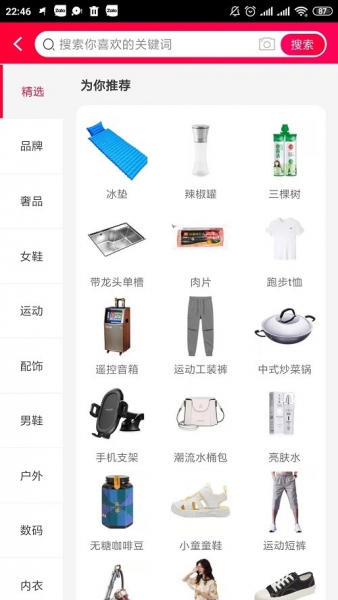 22:46
Zalo
Zalo
87
搜索你喜欢的关键词
搜索
精选
品牌
奢品
女鞋
运动
配饰
男鞋
户外
数码
内衣
为你推荐
冰垫
辣椒罐
三棵树
带龙头单槽
肉片
跑步t恤
遥控音箱
运动工装裤
中式炒菜锅
手机支架
潮流水桶包
亮肤水
无糖咖啡豆
小童童鞋
运动短裤